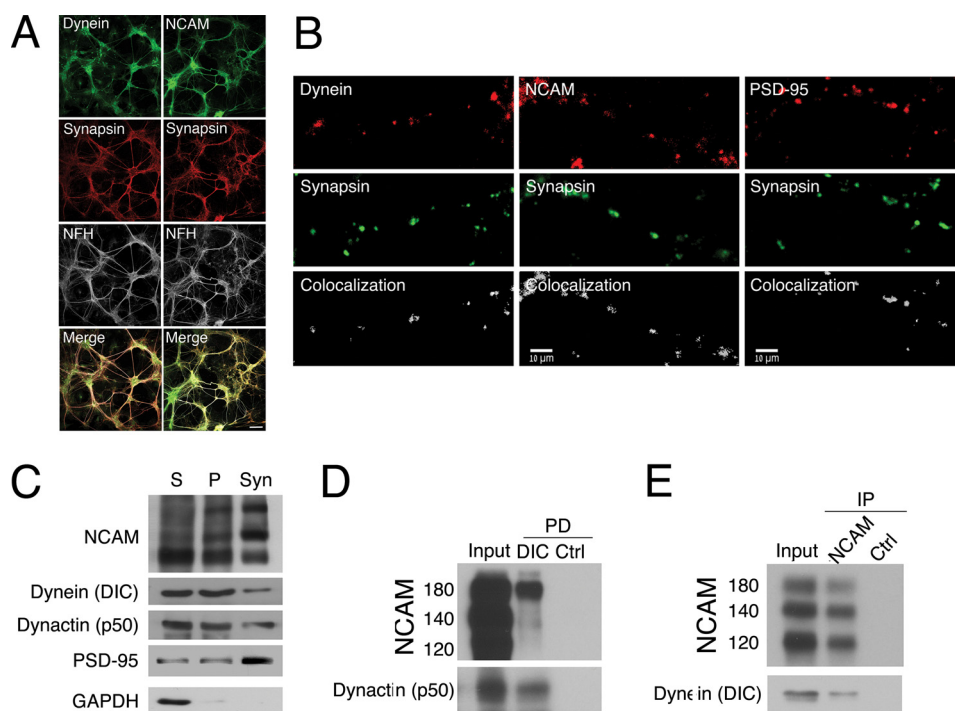 A
Dynein NCAM
Synapsin Synapsin
NFH NFH
Merge Merge
B
Dynein NCAM PSD-95
Synapsin Synapsin Synapsin
Colocalization Colocalization Colocalization
10 µm 10 µm
C
S P Syn
NCAM
Dynein (DIC)
Dynactin (p50)
PSD-95
GAPDH
D
PD
Input DIC Ctrl
NCAM
180
140
120
Dynactin (p50)
E
IP
Input NCAM Ctrl
NCAM
180
140
120
Dynein (DIC)